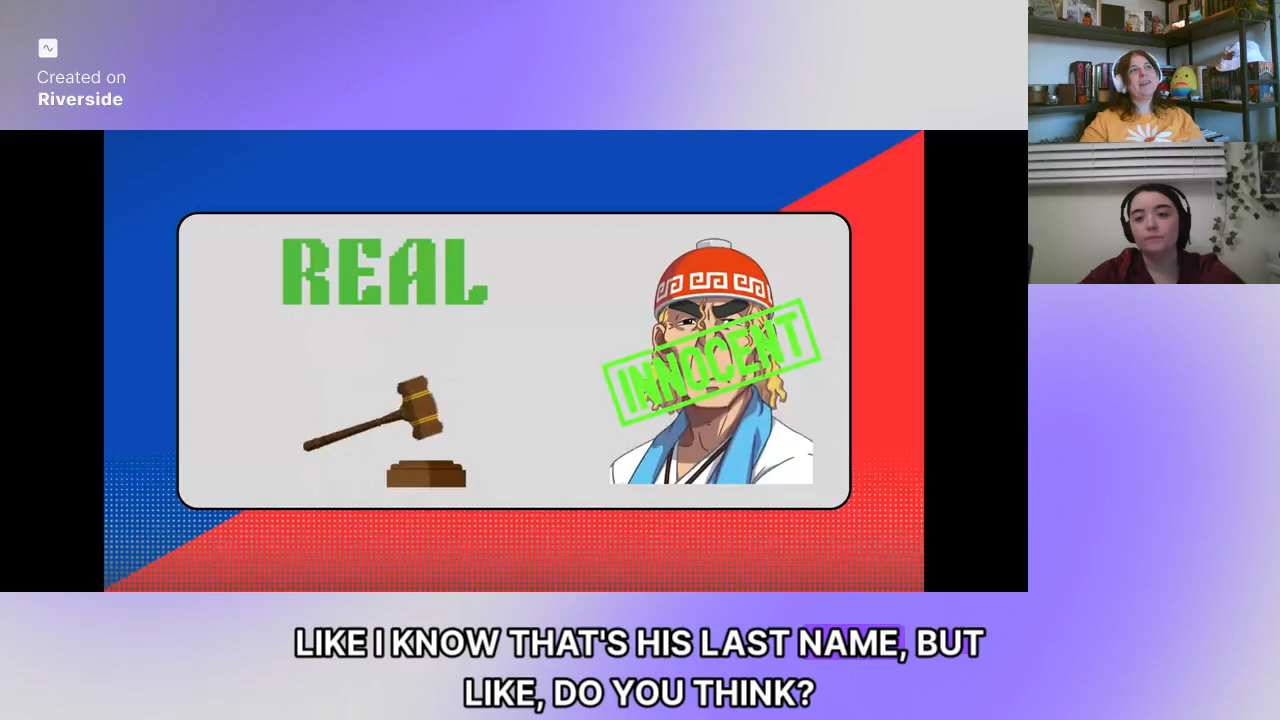 Created on
Riverside
REAL
INNOCENT
LIKE I KNOW THAT'S HIS LAST NAME, BUT
LIKE, DO YOU THINK?